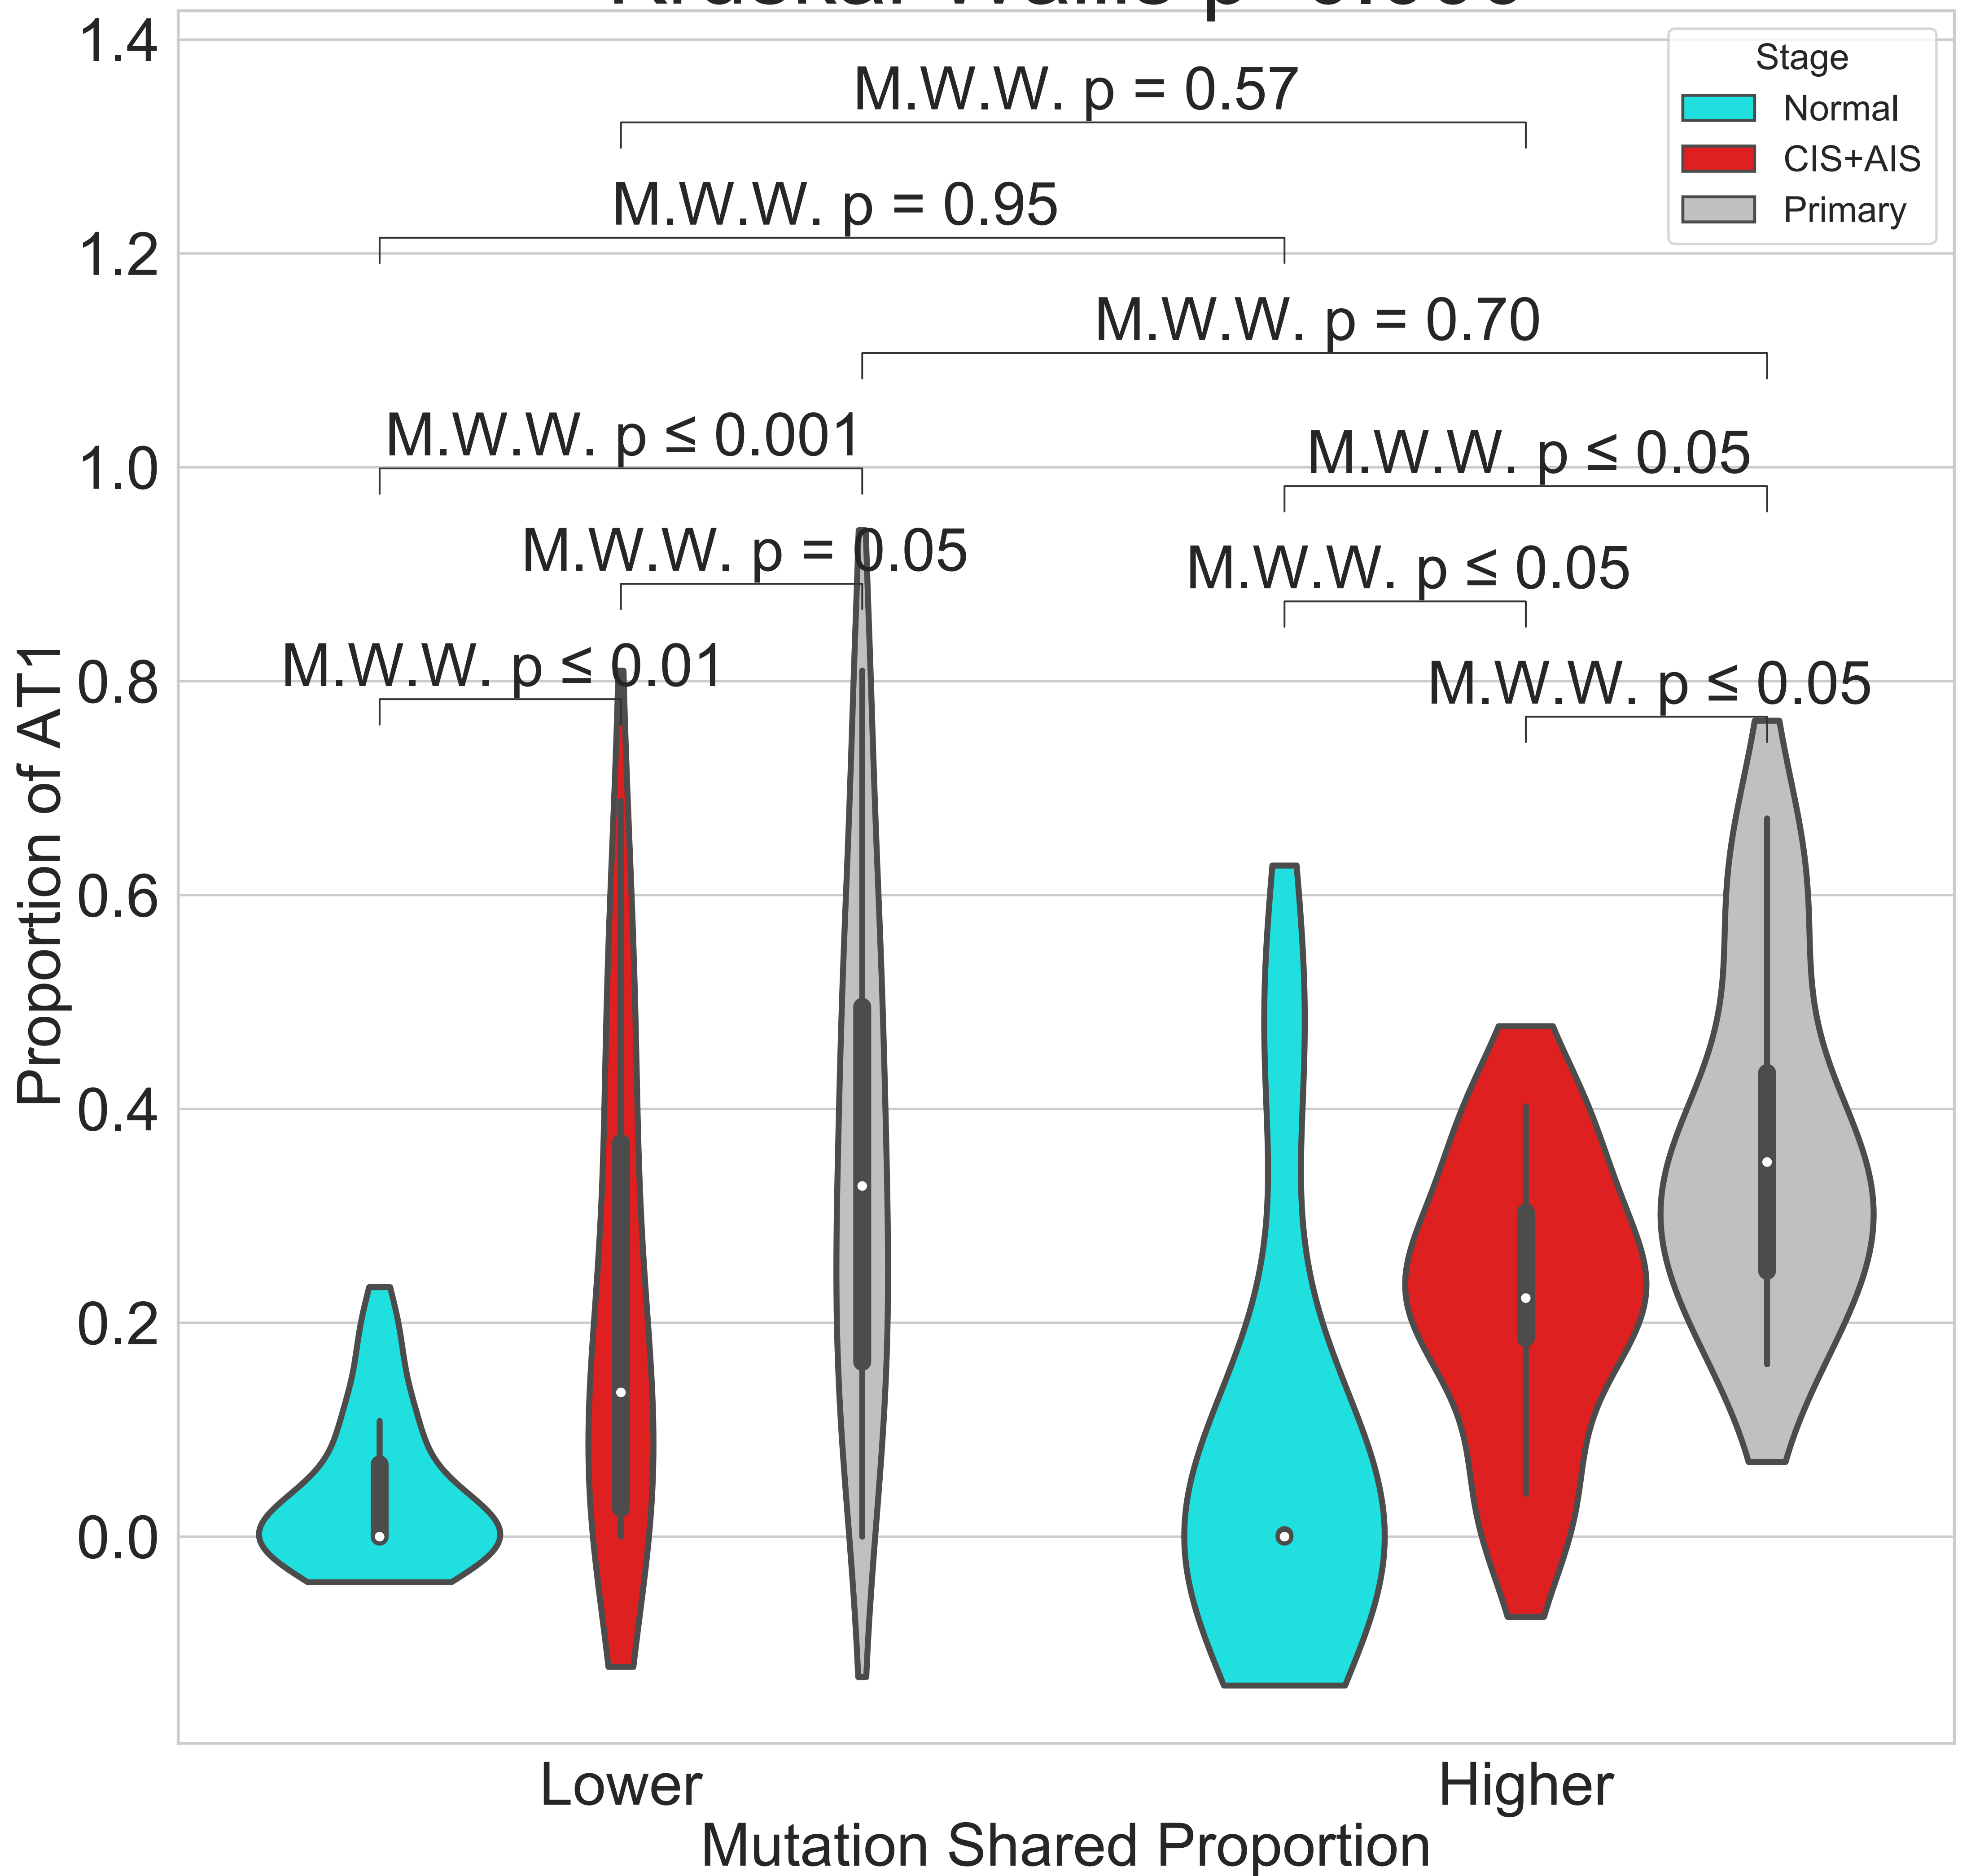 1.4
1.2
1.0
0.8
0.6
0.4
0.2
0.0
Proportion of AT1
Stage
Normal
CIS+AIS
Primary
M.W.W. p = 0.57
M.W.W. p = 0.95
M.W.W. p = 0.70
M.W.W. p ≤ 0.001
M.W.W. p ≤ 0.05
M.W.W. p = 0.05
M.W.W. p ≤ 0.05
M.W.W. p ≤ 0.01
M.W.W. p ≤ 0.05
Lower
Higher
Mutation Shared Proportion